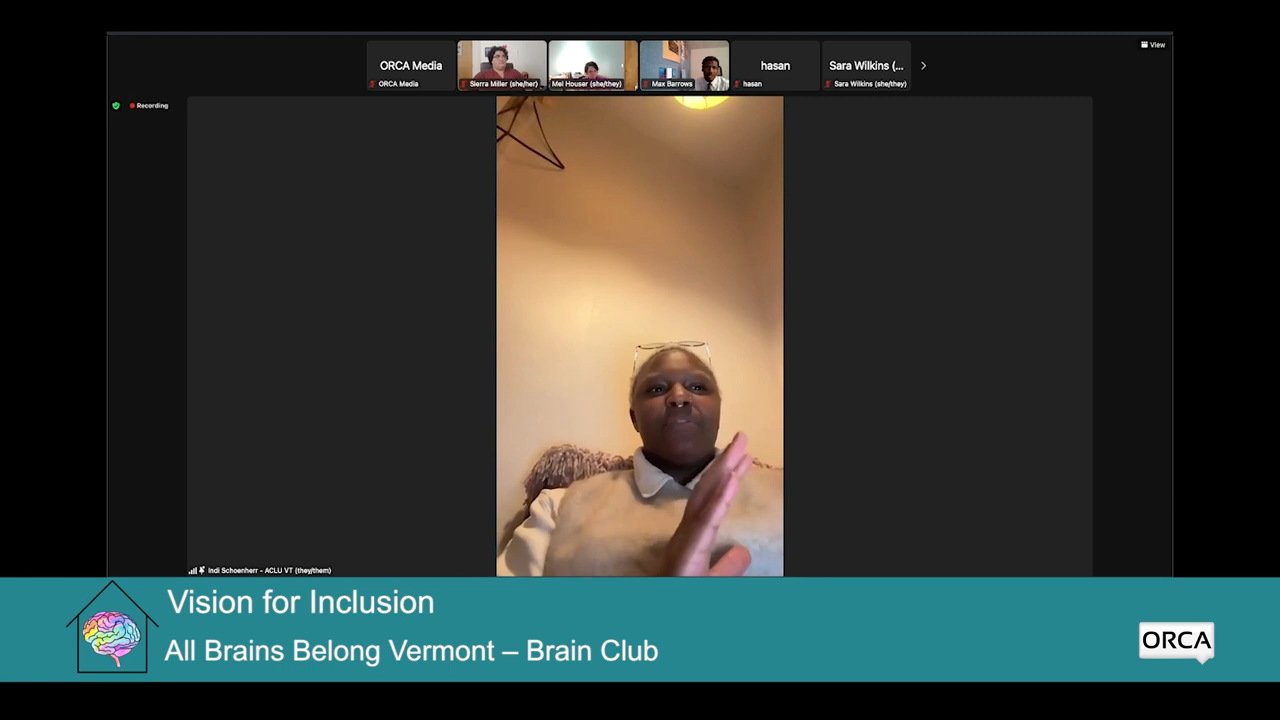 View
ORCA Media
ORCA Media
Sierra Miller (she/her)
Mel Houser (she/they)
Max Barrows
hasan
hasan
Sara Wilkins (...
Sara Wilkins (she/they)
Recording
Indi Schoenherr - ACLU VT (they/them)
Vision for Inclusion
All Brains Belong Vermont – Brain Club
ORCA